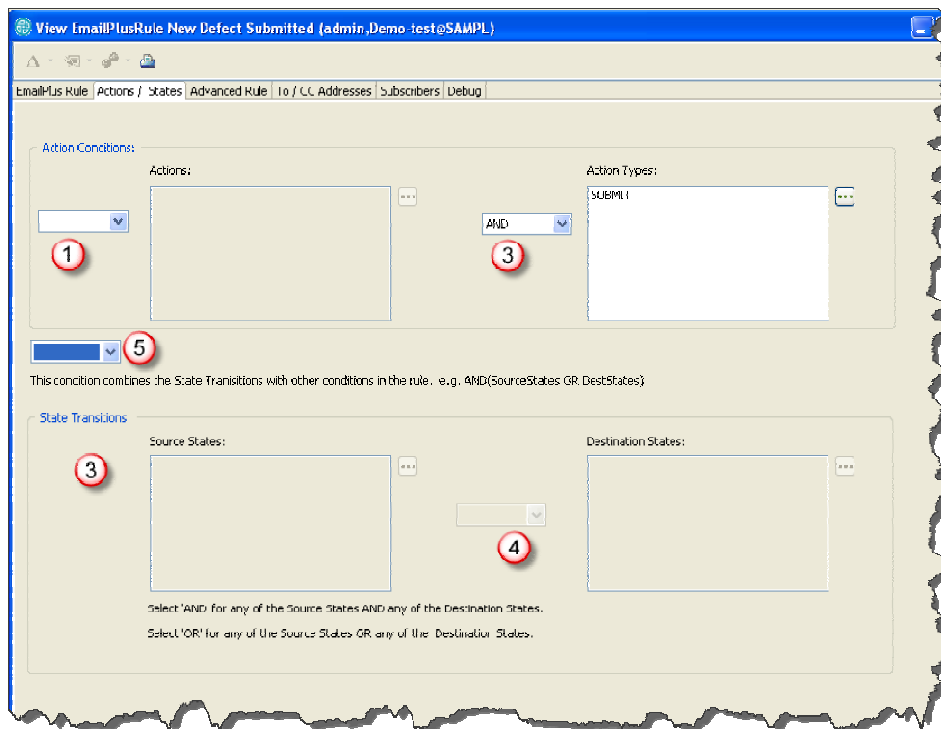 View EmailPlusRule New Defect Submitted (admin,Demo-test@SAMPL)
EmailPlus Rule Actions / States Advanced Rule To / CC Addresses Subscribers Debug
Action Conditions:
Actions: Action Types:
SUBMIT
AND
1 3
5
This condition combines the State Transitions with other conditions in the rule. e.g. AND(SourceStates OR DestStates)
State Transitions
Source States: Destination States:
3
4
Select 'AND' for any of the Source States AND any of the Destination States.
Select 'OR' for any of the Source States OR any of the Destination States.